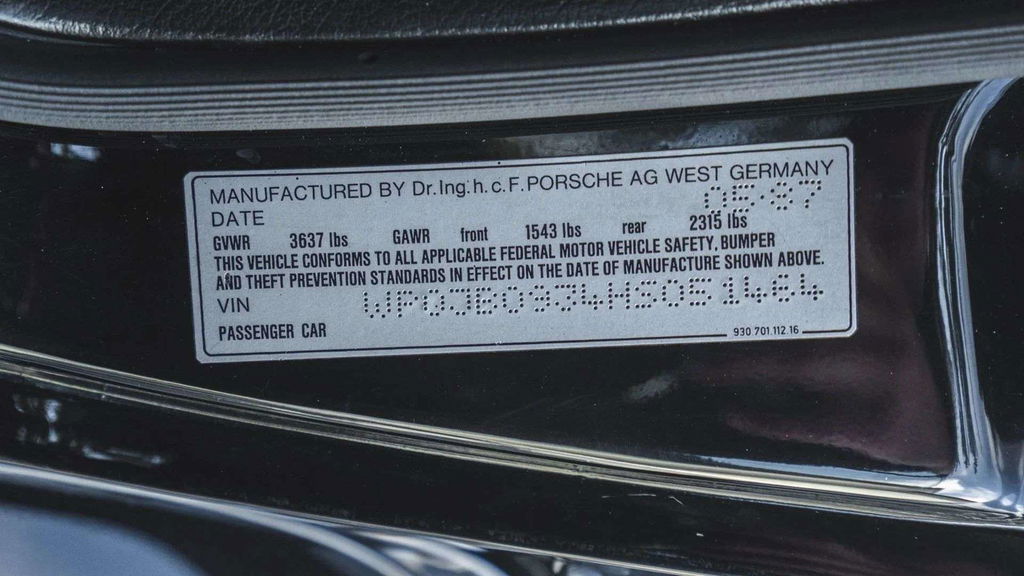 MANUFACTURED BY Dr.Ing.h.c.F.PORSCHE AG WEST GERMANY
DATE 05·87
GVWR 3637 lbs GAWR front 1543 lbs rear 2315 lbs
THIS VEHICLE CONFORMS TO ALL APPLICABLE FEDERAL MOTOR VEHICLE SAFETY, BUMPER
AND THEFT PREVENTION STANDARDS IN EFFECT ON THE DATE OF MANUFACTURE SHOWN ABOVE.
VIN WP0JB0934HS051464
PASSENGER CAR 930 701.112.16